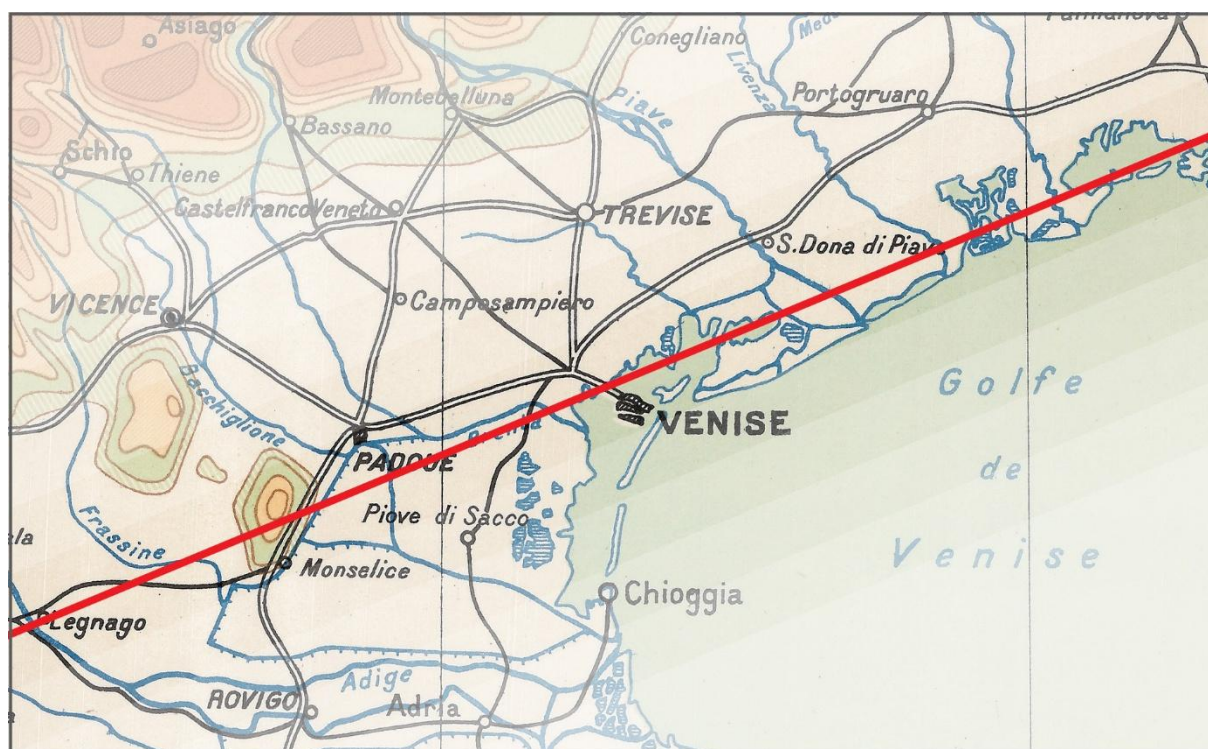 Asiago
Conegliano
Palmanova
Livenza
Montebelluna
Piave
Portogruaro
Bassano
Schio
Thiene
Castelfranco Veneto
TREVISE
S. Dona di Piave
VICENCE
Camposampiero
Bacchiglione
Golfe
VENISE
Brenta
PADOUE
de
Piove di Sacco
Frassine
Venise
ala
Monselice
Chioggia
Legnago
Adige
ROVIGO
Adria